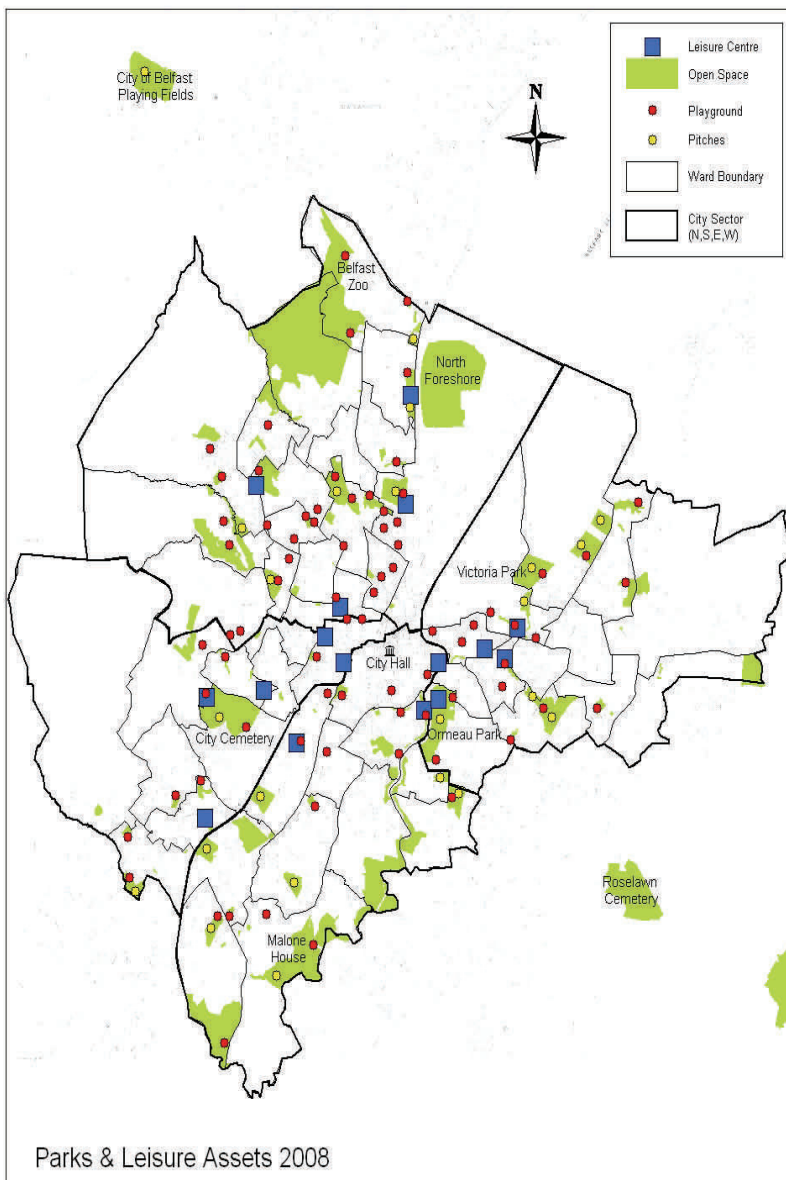 City of Belfast
Playing Fields
N
Leisure Centre
Open Space
Playground
Pitches
Ward Boundary
City Sector
(N,S,E,W)
Belfast
Zoo
North
Foreshore
Victoria Park
City Hall
City Cemetery
Ormeau Park
Roselawn
Cemetery
Malone
House
Parks & Leisure Assets 2008